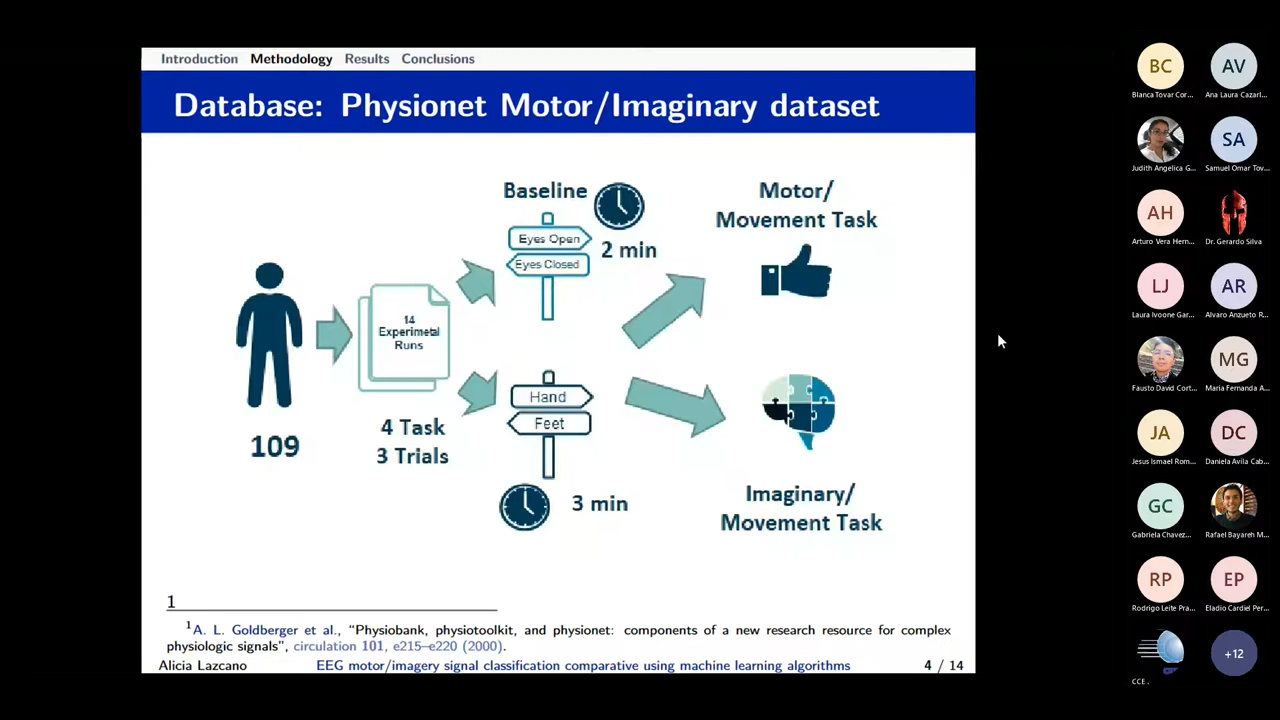 Introduction Methodology Results Conclusions
Database: Physionet Motor/Imaginary dataset
Baseline
Eyes Open
Eyes Closed
2 min
Motor/
Movement Task
14
Experimetal
Runs
109
4 Task
3 Trials
Hand
Feet
3 min
Imaginary/
Movement Task
1
1 A. L. Goldberger et al., "Physiobank, physiotoolkit, and physionet: components of a new research resource for complex
physiologic signals", circulation 101, e215–e220 (2000).
Alicia Lazcano EEG motor/imagery signal classification comparative using machine learning algorithms 4 / 14
BC AV
Blanca Tovar Cor... Ana Laura Cazarl...
SA
Judith Angelica G... Samuel Omar Tov...
AH
Arturo Vera Hern... Dr. Gerardo Silva
LJ AR
Laura Ivoone Gar... Alvaro Anzueto R...
MG
Fausto David Cort... Maria Fernanda A...
JA DC
Jesus Ismael Rom... Daniela Avila Cab...
GC
Gabriela Chavez... Rafael Bayareh M...
RP EP
Rodrigo Leite Pra... Eladio Cardiel Per...
+12
CCE .